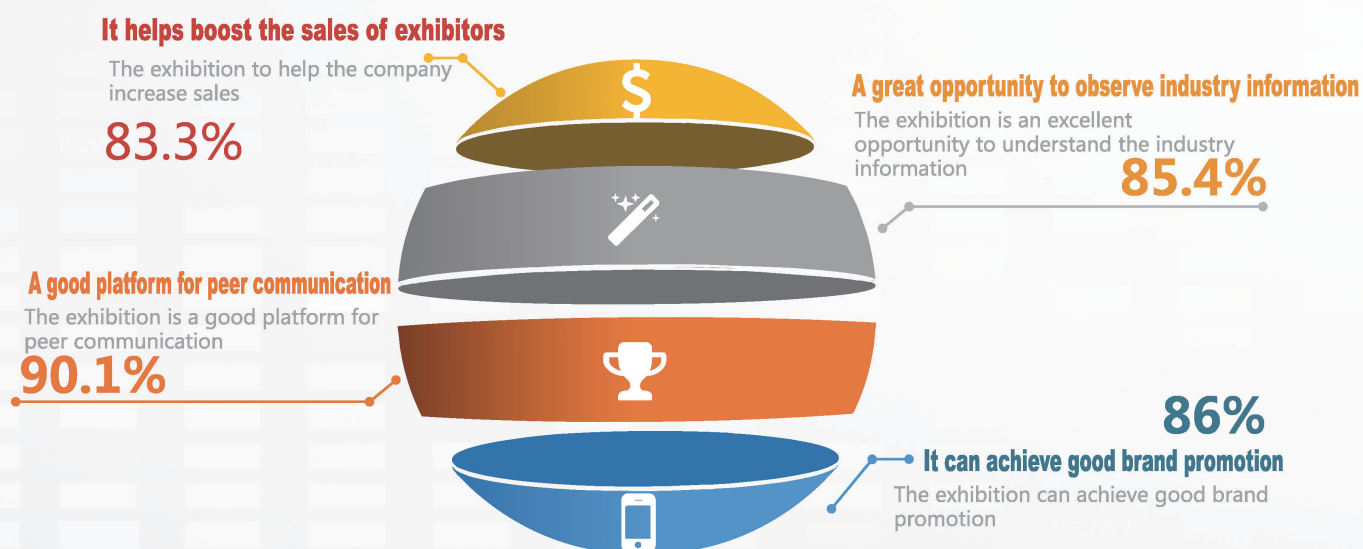 It helps boost the sales of exhibitors
The exhibition to help the company
increase sales
83.3%
A great opportunity to observe industry information
The exhibition is an excellent
opportunity to understand the industry
information
85.4%
A good platform for peer communication
The exhibition is a good platform for
peer communication
90.1%
86%
It can achieve good brand promotion
The exhibition can achieve good brand
promotion
$